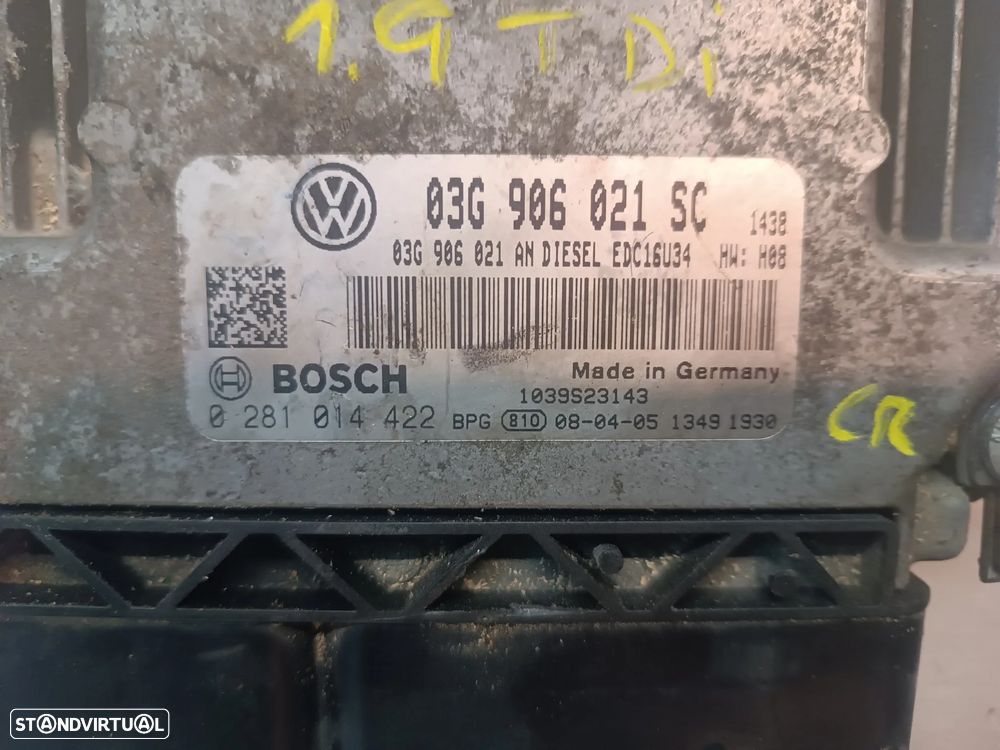 1.9 TDi
03G 906 021 SC 1438
03G 906 021 AN DIESEL EDC16U34 HW: H08
BOSCH Made in Germany
1039S23143
0 281 014 422 BPG 810 08-04-05 1349 1930
CR
STANDVIRTUAL